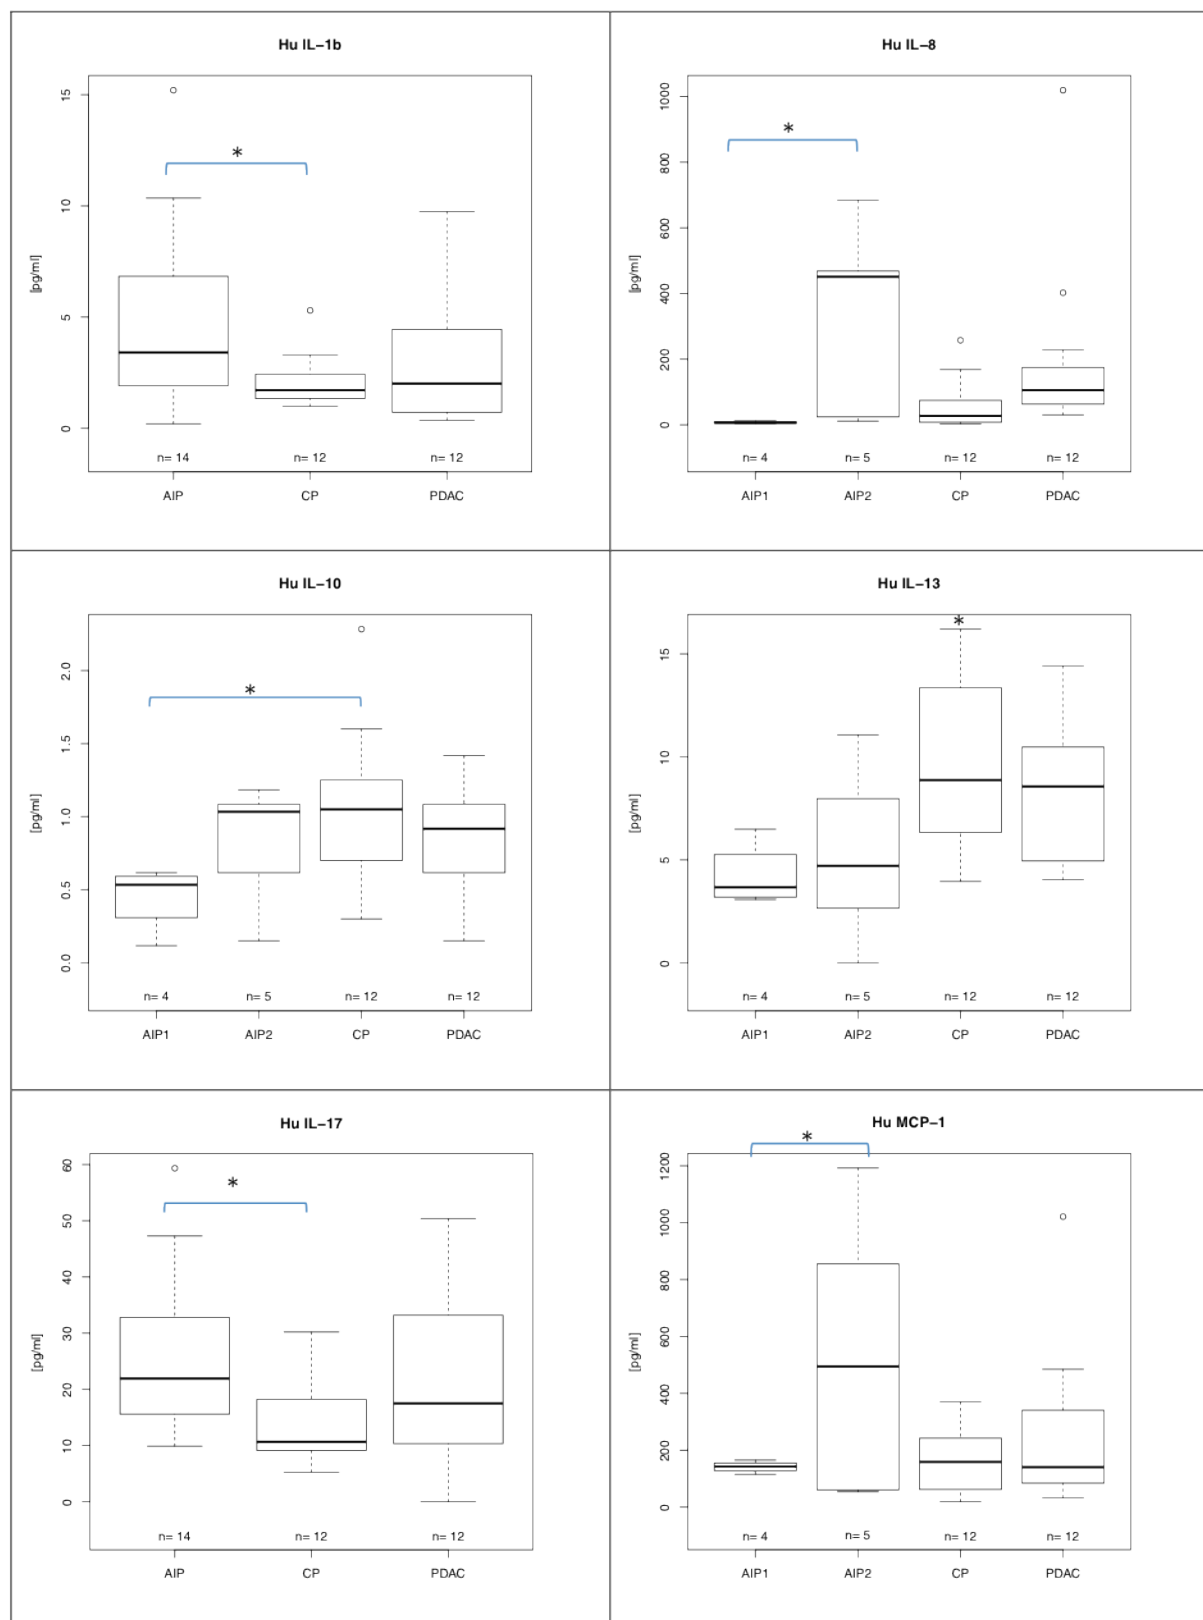 Hu IL−1b
[pg/ml]
15
10
5
0
*
n= 14
n= 12
n= 12
AIP
CP
PDAC
Hu IL−8
[pg/ml]
1000
800
600
400
200
0
*
n= 4
n= 5
n= 12
n= 12
AIP1
AIP2
CP
PDAC
Hu IL−10
[pg/ml]
2.0
1.5
1.0
0.5
0.0
*
n= 4
n= 5
n= 12
n= 12
AIP1
AIP2
CP
PDAC
Hu IL−13
[pg/ml]
15
10
5
0
*
n= 4
n= 5
n= 12
n= 12
AIP1
AIP2
CP
PDAC
Hu IL−17
[pg/ml]
60
50
40
30
20
10
0
*
n= 14
n= 12
n= 12
AIP
CP
PDAC
Hu MCP−1
[pg/ml]
1200
1000
800
600
400
200
0
*
n= 4
n= 5
n= 12
n= 12
AIP1
AIP2
CP
PDAC